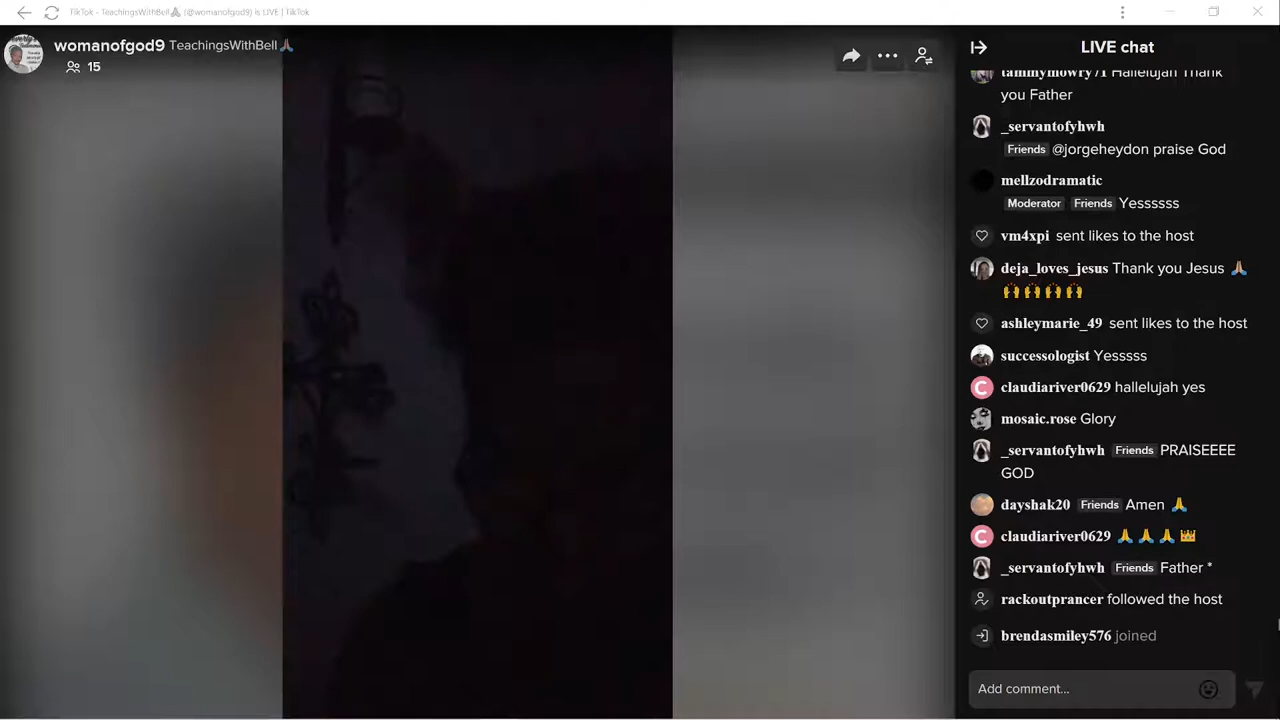 TikTok - TeachingsWithBell🙏🏽 (@womanofgod9) is LIVE | TikTok
womanofgod9 TeachingsWithBell🙏🏽
15
LIVE chat
tammymowry71 Hallelujah Thank
you Father
_servantofyhwh
Friends @jorgeheydon praise God
mellzodramatic
Moderator Friends Yessssss
vm4xpi sent likes to the host
deja_loves_jesus Thank you Jesus 🙏🏽
🙌🙌🙌🙌
ashleymarie_49 sent likes to the host
successologist Yesssss
claudiariver0629 hallelujah yes
mosaic.rose Glory
_servantofyhwh Friends PRAISEEEE
GOD
dayshak20 Friends Amen 🙏
claudiariver0629 🙏🙏🙏👑
_servantofyhwh Friends Father *
rackoutprancer followed the host
brendasmiley576 joined
Add comment...